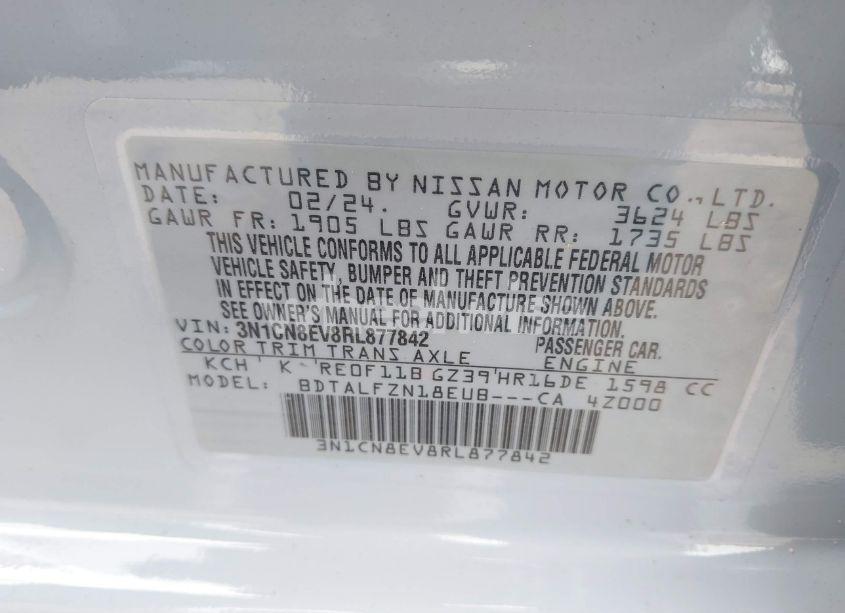 MANUFACTURED BY NISSAN MOTOR CO., LTD.
DATE: 02/24. GVWR: 3624 LBS
GAWR FR: 1905 LBS GAWR RR: 1735 LBS
THIS VEHICLE CONFORMS TO ALL APPLICABLE FEDERAL MOTOR
VEHICLE SAFETY, BUMPER AND THEFT PREVENTION STANDARDS
IN EFFECT ON THE DATE OF MANUFACTURE SHOWN ABOVE.
SEE OWNER'S MANUAL FOR ADDITIONAL INFORMATION.
VIN: 3N1CN8EV8RL877842 PASSENGER CAR.
COLOR TRIM TRANS AXLE ENGINE
KCH K RE0F11B GZ39 HR16DE 1598 CC
MODEL: BDTALFZN18EUB---CA 4Z000
3N1CN8EV8RL877842